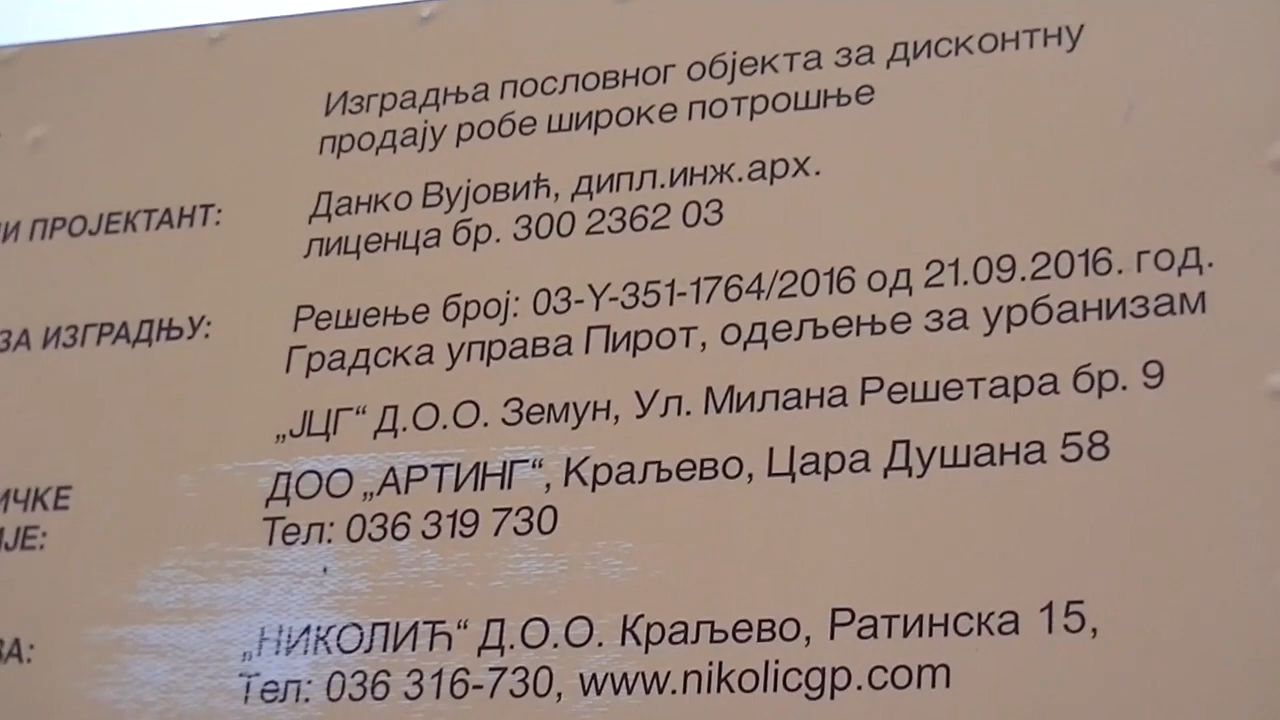 Изградња пословног објекта за дисконтну
продају робе широке потрошње
ПРОЈЕКТАНТ: Данко Вујовић, дипл.инж.арх.
лиценца бр. 300 2362 03
ЗА ИЗГРАДЊУ: Решење број: 03-Y-351-1764/2016 од 21.09.2016. год.
Градска управа Пирот, одељење за урбанизам
„ЈЦГ“ Д.О.О. Земун, Ул. Милана Решетара бр. 9
ДОО „АРТИНГ“, Краљево, Цара Душана 58
Тел: 036 319 730
„НИКОЛИЋ“ Д.О.О. Краљево, Ратинска 15,
Тел: 036 316-730, www.nikolicgp.com